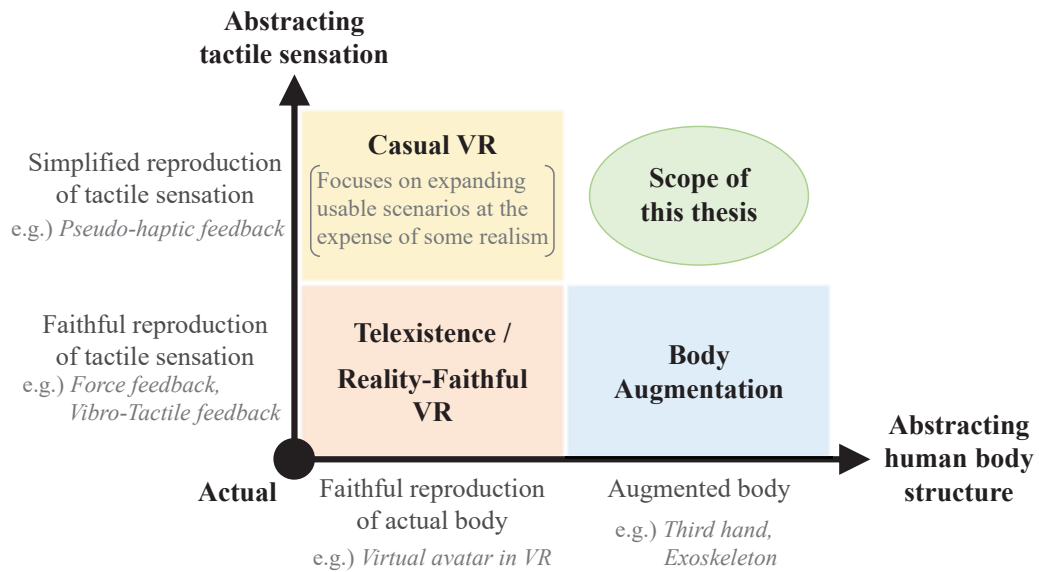 Abstracting
tactile sensation
Simplified reproduction
of tactile sensation
e.g.) Pseudo-haptic feedback
Casual VR
Focuses on expanding
usable scenarios at the
expense of some realism
Scope of
this thesis
Faithful reproduction
of tactile sensation
e.g.) Force feedback,
Vibro-Tactile feedback
Telexistence /
Reality-Faithful
VR
Body
Augmentation
Abstracting
human body
structure
Actual
Faithful reproduction
of actual body
e.g.) Virtual avatar in VR
Augmented body
e.g.) Third hand,
Exoskeleton